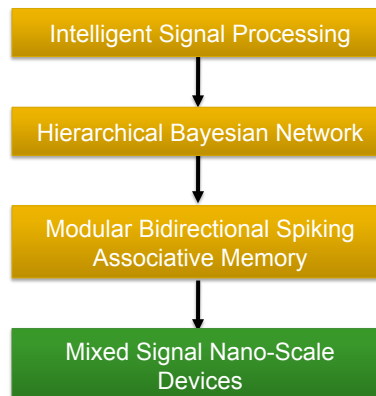 Intelligent Signal Processing
Hierarchical Bayesian Network
Modular Bidirectional Spiking
Associative Memory
Mixed Signal Nano-Scale
Devices